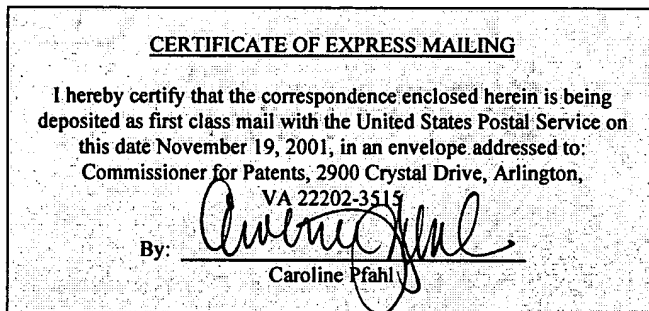 CERTIFICATE OF EXPRESS MAILING
I hereby certify that the correspondence enclosed herein is being
deposited as first class mail with the United States Postal Service on
this date November 19, 2001, in an envelope addressed to:
Commissioner for Patents, 2900 Crystal Drive, Arlington,
VA 22202-3515
By:
Caroline Pfahl